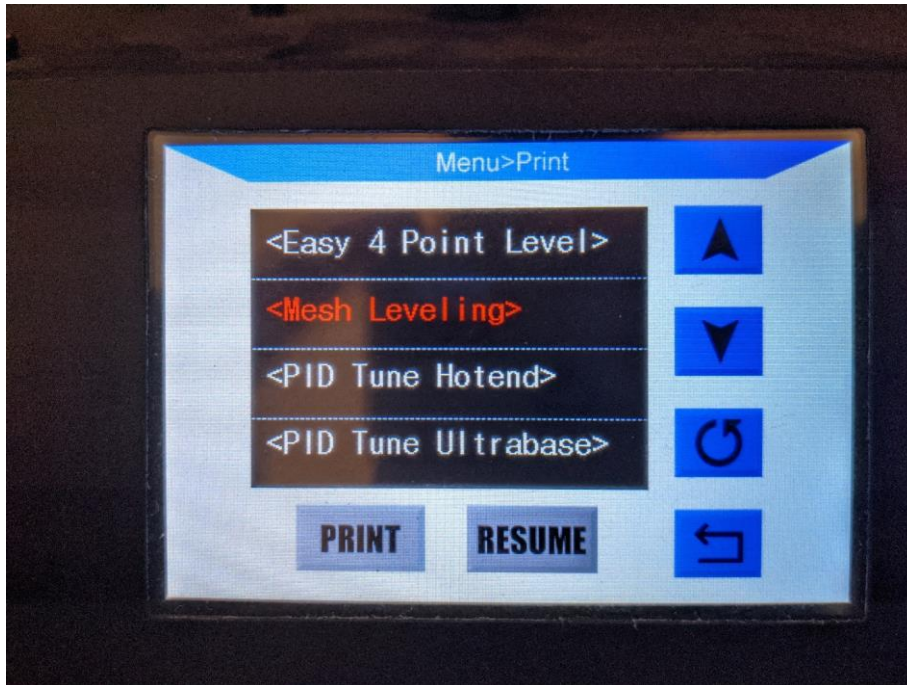 Menu>Print
<Easy 4 Point Level>
<Mesh Leveling>
<PID Tune Hotend>
<PID Tune Ultrabase>
PRINT RESUME